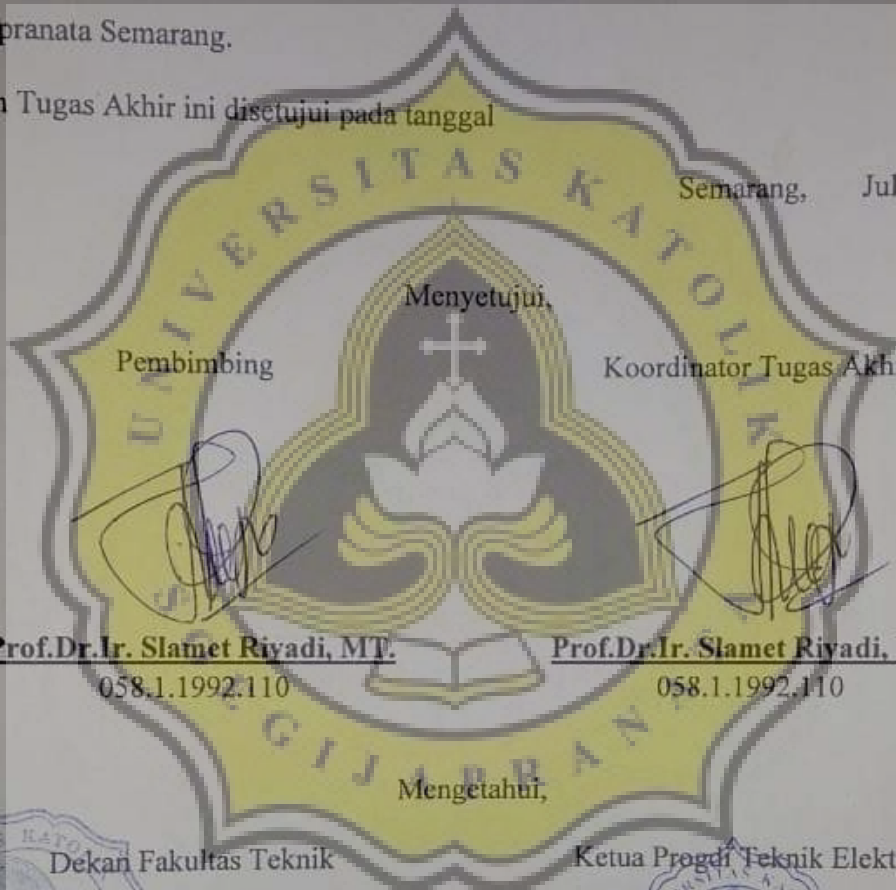 pranata Semarang.
Tugas Akhir ini disetujui pada tanggal
Semarang, Jul
Menyetujui,
Pembimbing Koordinator Tugas Akh
Prof.Dr.Ir. Slamet Riyadi, MT. Prof.Dr.Ir. Slamet Riyadi,
058.1.1992.110 058.1.1992.110
Mengetahui,
Dekan Fakultas Teknik Ketua Progdi Teknik Elekt
UNIVERSITAS KATOLIK
SOEGIJAPRANATA